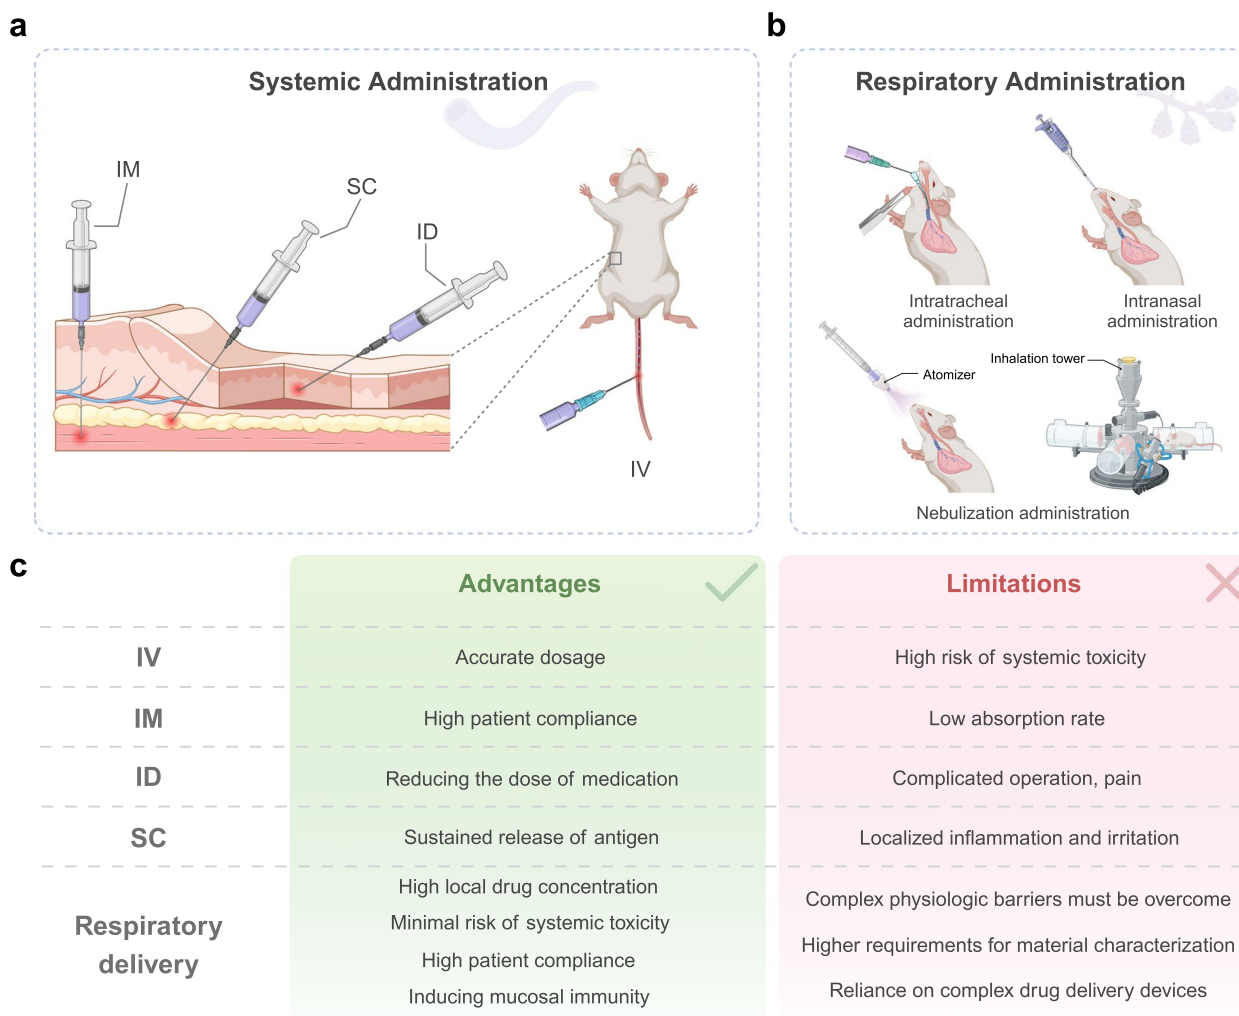 a
Systemic Administration
IM
SC
ID
IV
b
Respiratory Administration
Intratracheal
administration
Intranasal
administration
Atomizer
Inhalation tower
Nebulization administration
c
Advantages
Limitations
IV
Accurate dosage
High risk of systemic toxicity
IM
High patient compliance
Low absorption rate
ID
Reducing the dose of medication
Complicated operation, pain
SC
Sustained release of antigen
Localized inflammation and irritation
Respiratory
delivery
High local drug concentration
Minimal risk of systemic toxicity
High patient compliance
Inducing mucosal immunity
Complex physiologic barriers must be overcome
Higher requirements for material characterization
Reliance on complex drug delivery devices